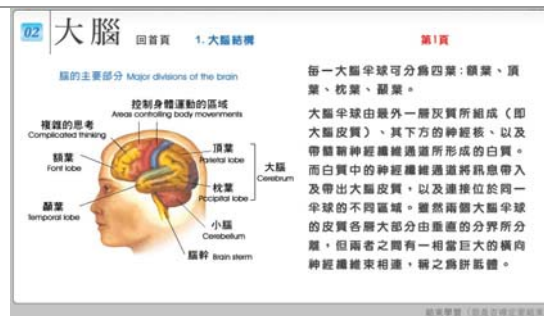 02 大腦 回首頁 1. 大腦結構 第1頁
腦的主要部分 Major divisions of the brain
控制身體運動的區域
Areas controlling body movenments
複雜的思考
Complicated thinking
額葉
Font lobe
顳葉
Temporal lobe
頂葉
Parietal lobe
枕葉
Pocipital lobe
大腦
Cerebrum
小腦
Cerebellum
腦幹 Brain sterm
每一大腦半球可分為四葉：額葉、頂
葉、枕葉、顳葉。
大腦半球由最外一層灰質所組成（即
大腦皮質）、其下方的神經核、以及
帶髓鞘神經纖維通道所形成的白質。
而白質中的神經纖維通道將訊息帶入
及帶出大腦皮質，以及連接位於同一
半球的不同區域。雖然兩個大腦半球
的皮質各層大部分由垂直的分界所分
離，但兩者之間有一相當巨大的橫向
神經纖維束相連，稱之為胼胝體。
結束學習